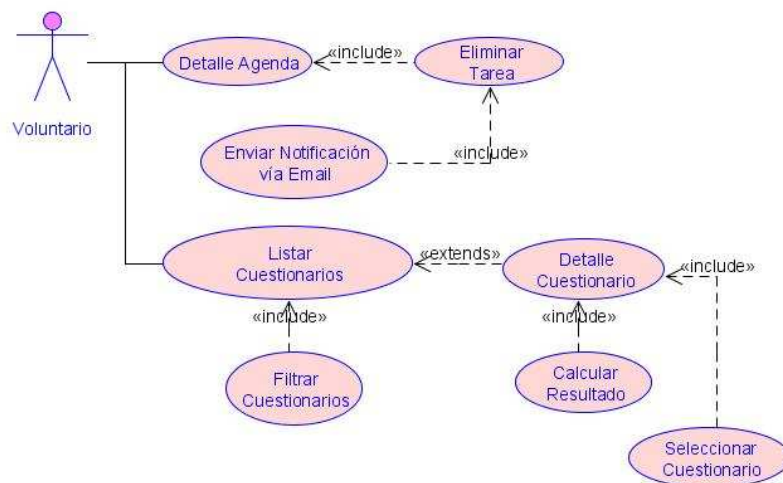 Voluntario
Detalle Agenda
«include»
Eliminar
Tarea
Enviar Notificación
vía Email
«include»
Listar
Cuestionarios
«extends»
Detalle
Cuestionario
«include»
«include»
«include»
Filtrar
Cuestionarios
Calcular
Resultado
Seleccionar
Cuestionario